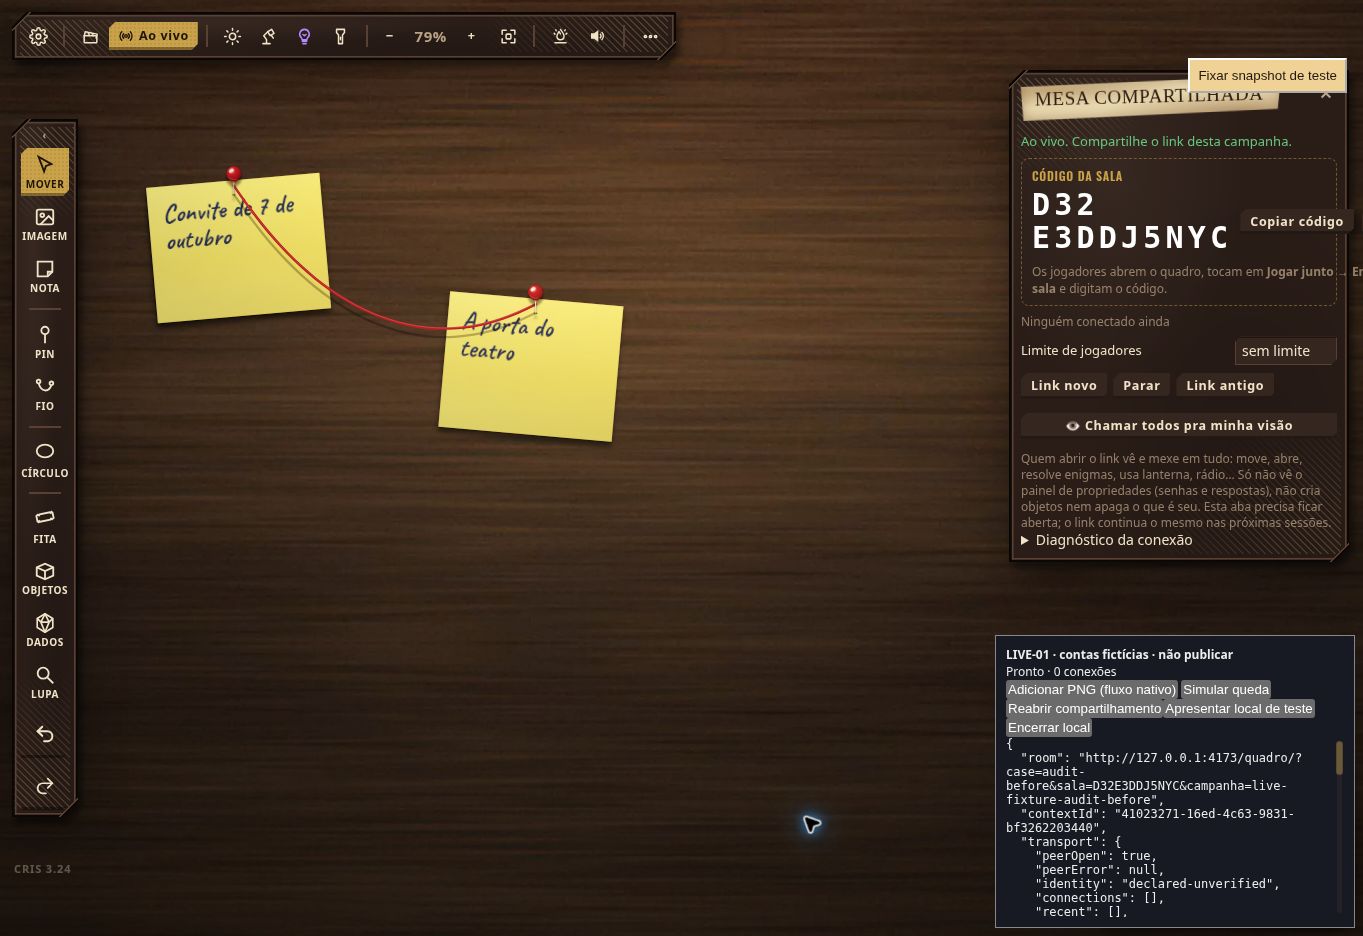 Ao vivo
−
79%
+
Fixar snapshot de teste
MESA COMPARTILHADA
Ao vivo. Compartilhe o link desta campanha.
CÓDIGO DA SALA
D32
E3DDJ5NYC
Copiar código
Os jogadores abrem o quadro, tocam em Jogar junto →
sala e digitam o código.
Ninguém conectado ainda
Limite de jogadores
sem limite
Link novo
Parar
Link antigo
Chamar todos pra minha visão
Quem abrir o link vê e mexe em tudo: move, abre,
resolve enigmas, usa lanterna, rádio... Só não vê o
painel de propriedades (senhas e respostas), não cria
objetos nem apaga o que é seu. Esta aba precisa ficar
aberta; o link continua o mesmo nas próximas sessões.
Diagnóstico da conexão
MOVER
IMAGEM
NOTA
PIN
FIO
CÍRCULO
FITA
OBJETOS
DADOS
LUPA
Convite de 7 de
outubro
A porta do
teatro
LIVE-01 · contas fictícias · não publicar
Pronto · 0 conexões
Adicionar PNG (fluxo nativo)
Simular queda
Reabrir compartilhamento
Apresentar local de teste
Encerrar local
{
"room": "http://127.0.0.1:4173/quadro/?
case=audit-
before&sala=D32E3DDJ5NYC&campanha=live-
fixture-audit-before",
"contextId": "41023271-16ed-4c63-9831-
bf3262203440",
"transport": {
"peerOpen": true,
"peerError": null,
"identity": "declared-unverified",
"connections": [],
"recent": [],
CRIS 3.24